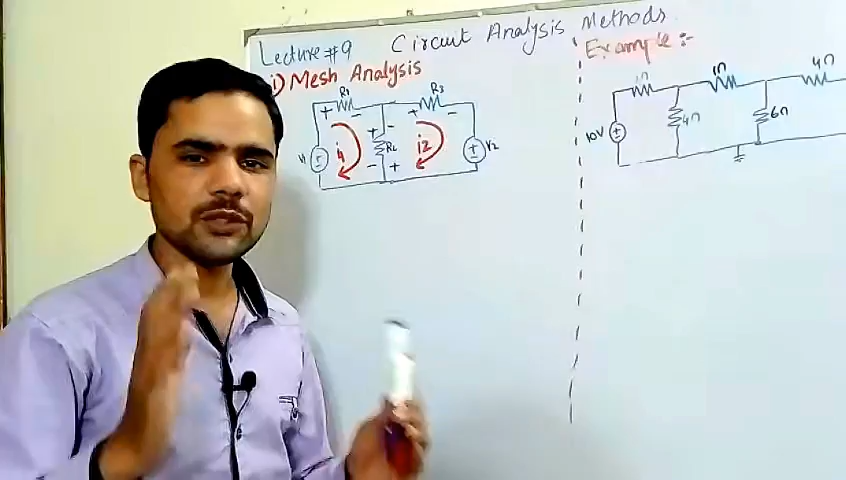 Lecture #9 Circuit Analysis Methods
i) Mesh Analysis
R1 R3
+ - + -
V1 i1 + - R2 i2 V2
- +
Example :-
1Ω 1Ω 4Ω
10V 4Ω 6Ω